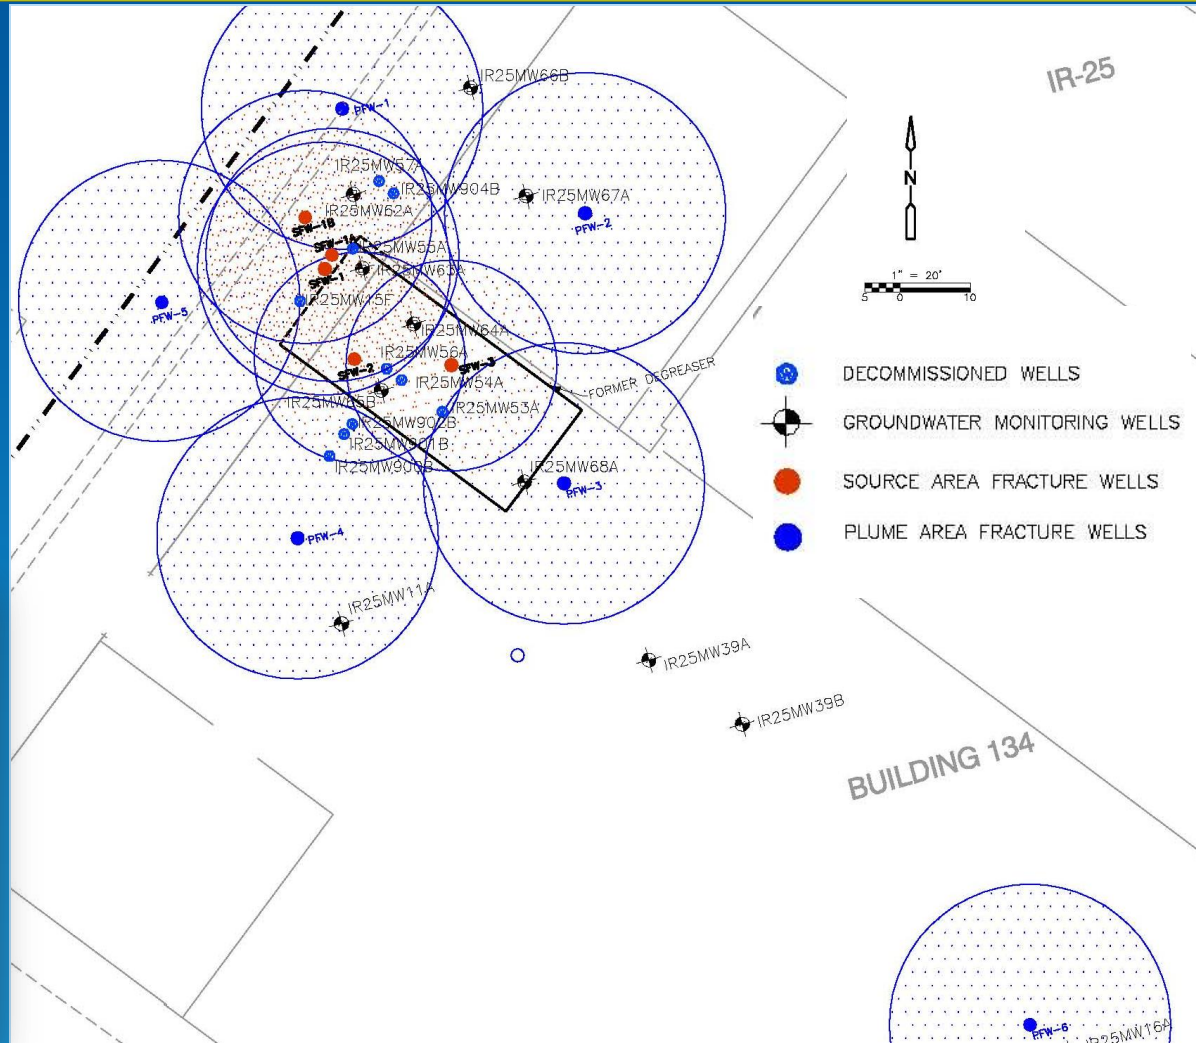 IR-25
IR25MW66B
PFW-1
IR25MW57A
IR25MW904B
IR25MW67A
IR25MW62A
SFW-1B
PFW-2
N
SFW-1A
IR25MW55A
IR25MW63A
SFW-1
1" = 20'
5 0 10
IR25MW15F
PFW-5
IR25MW64A
IR25MW56A
SFW-2
SFW-3
FORMER DEGREASER
IR25MW54A
IR25MW65B
IR25MW53A
IR25MW902B
IR25MW901B
IR25MW900B
IR25MW68A
PFW-3
DECOMMISSIONED WELLS
GROUNDWATER MONITORING WELLS
SOURCE AREA FRACTURE WELLS
PLUME AREA FRACTURE WELLS
PFW-4
IR25MW11A
IR25MW39A
IR25MW39B
BUILDING 134
PFW-6
IR25MW16A